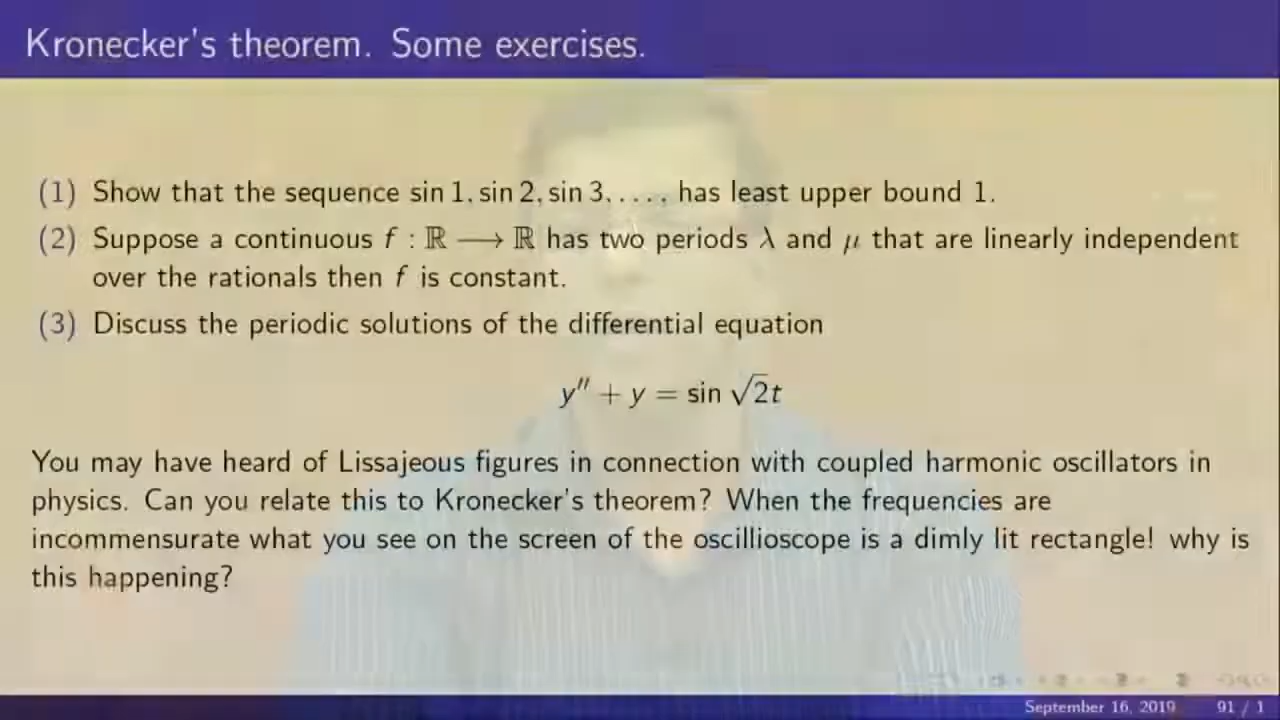 Kronecker's theorem. Some exercises.
(1) Show that the sequence sin 1, sin 2, sin 3, . . . , has least upper bound 1.
(2) Suppose a continuous f : ℝ ⟶ ℝ has two periods λ and μ that are linearly independent
over the rationals then f is constant.
(3) Discuss the periodic solutions of the differential equation
y″ + y = sin √2t
You may have heard of Lissajeous figures in connection with coupled harmonic oscillators in
physics. Can you relate this to Kronecker's theorem? When the frequencies are
incommensurate what you see on the screen of the oscillioscope is a dimly lit rectangle! why is
this happening?
September 16, 2019 91 / 1